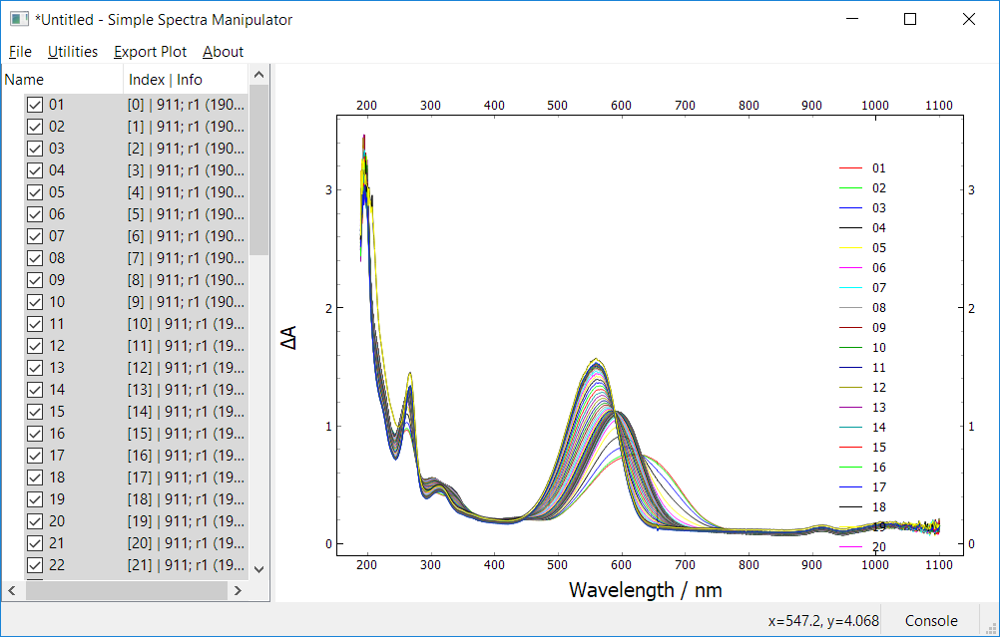 *Untitled - Simple Spectra Manipulator
File Utilities Export Plot About
Name Index | Info
01 [0] | 911; r1 (190...
02 [1] | 911; r1 (190...
03 [2] | 911; r1 (190...
04 [3] | 911; r1 (190...
05 [4] | 911; r1 (190...
06 [5] | 911; r1 (190...
07 [6] | 911; r1 (190...
08 [7] | 911; r1 (190...
09 [8] | 911; r1 (190...
10 [9] | 911; r1 (190...
11 [10] | 911; r1 (19...
12 [11] | 911; r1 (19...
13 [12] | 911; r1 (19...
14 [13] | 911; r1 (19...
15 [14] | 911; r1 (19...
16 [15] | 911; r1 (19...
17 [16] | 911; r1 (19...
18 [17] | 911; r1 (19...
19 [18] | 911; r1 (19...
20 [19] | 911; r1 (19...
21 [20] | 911; r1 (19...
22 [21] | 911; r1 (19...
200 300 400 500 600 700 800 900 1000 1100
3 3
2 2
1 1
0 0
ΔA
01
02
03
04
05
06
07
08
09
10
11
12
13
14
15
16
17
18
19
20
200 300 400 500 600 700 800 900 1000 1100
Wavelength / nm
x=547.2, y=4.068 Console